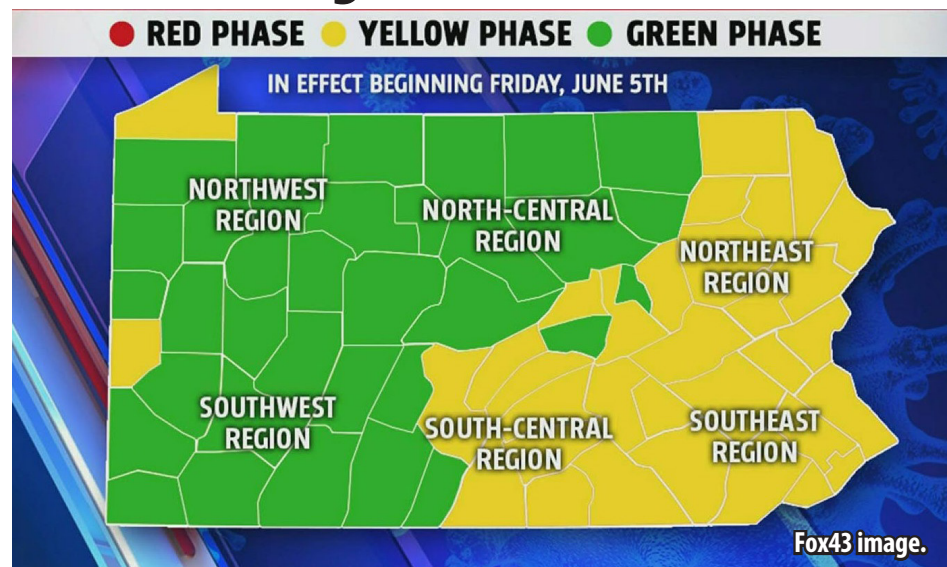 RED PHASE YELLOW PHASE GREEN PHASE
IN EFFECT BEGINNING FRIDAY, JUNE 5TH
NORTHWEST
REGION
NORTH-CENTRAL
REGION
NORTHEAST
REGION
SOUTHWEST
REGION
SOUTH-CENTRAL
REGION
SOUTHEAST
REGION
Fox43 image.